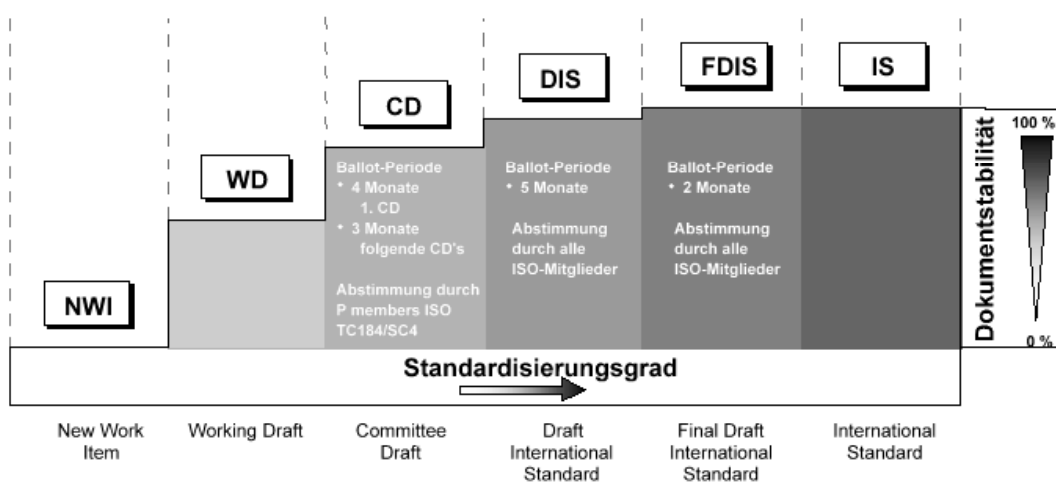 NWI
WD
CD
DIS
FDIS
IS
Ballot-Periode
• 4 Monate
1. CD
• 3 Monate
folgende CD's
Abstimmung durch
P members ISO
TC184/SC4
Ballot-Periode
• 5 Monate
Abstimmung
durch alle
ISO-Mitglieder
Ballot-Periode
• 2 Monate
Abstimmung
durch alle
ISO-Mitglieder
Dokumentstabilität
100 %
0 %
Standardisierungsgrad
New Work
Item
Working Draft
Committee
Draft
Draft
International
Standard
Final Draft
International
Standard
International
Standard